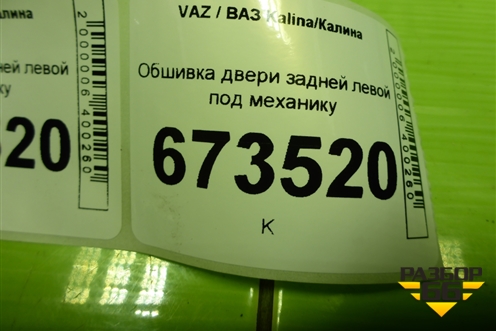 VAZ / ВАЗ Kalina/Калина
Обшивка двери задней левой
под механику
673520
К
2000006400260
ней левой
ку
520
2000006400260
РАЗБОР